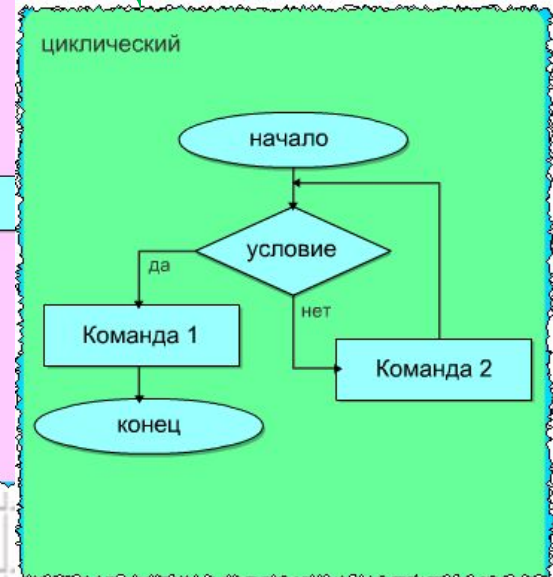 циклический
начало
условие
да
нет
Команда 1
Команда 2
конец